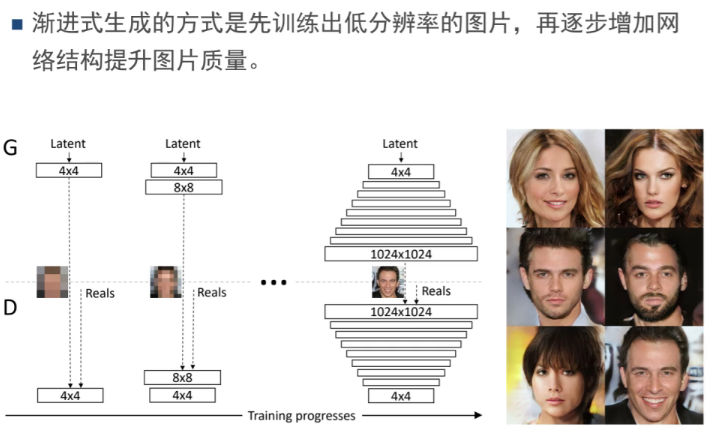 渐进式生成的方式是先训练出低分辨率的图片，再逐步增加网
络结构提升图片质量。
G
Latent
Latent
Latent
4x4
4x4
4x4
8x8
1024x1024
Reals
Reals
Reals
D
1024x1024
8x8
4x4
4x4
4x4
Training progresses